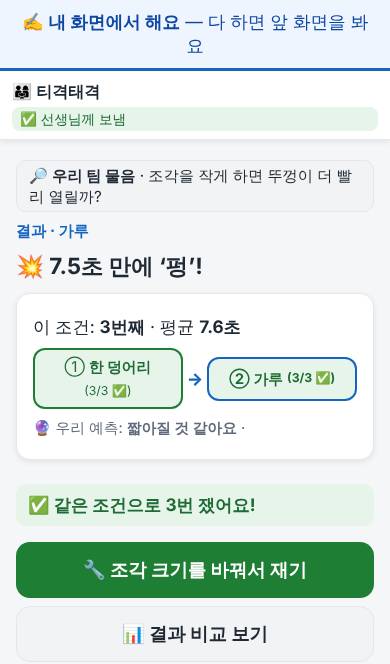 ✍️ 내 화면에서 해요 — 다 하면 앞 화면을 봐
요
👨‍👩‍👧 티격태격
✅ 선생님께 보냄
🔎 우리 팀 물음 · 조각을 작게 하면 뚜껑이 더 빨
리 열릴까?
결과 · 가루
💥 7.5초 만에 ‘펑’!
이 조건: 3번째 · 평균 7.6초
① 한 덩어리
(3/3 ✅)
→
② 가루 (3/3 ✅)
🔮 우리 예측: 짧아질 것 같아요 ·
✅ 같은 조건으로 3번 쟀어요!
🔧 조각 크기를 바꿔서 재기
📊 결과 비교 보기